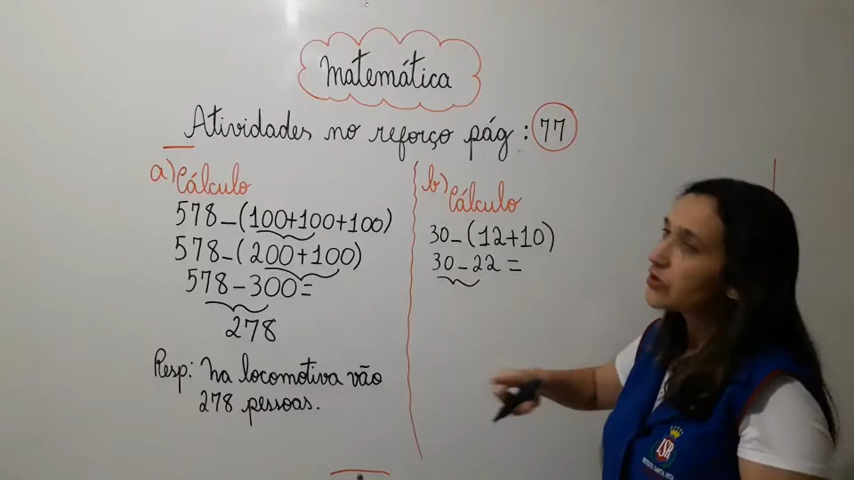 Matemática
Atividades no reforço pág: 77
a) Cálculo
578-(100+100+100)
578-(200+100)
578-300=
278
Resp: Na locomotiva vão
278 pessoas.
b) Cálculo
30-(12+10)
30-22=